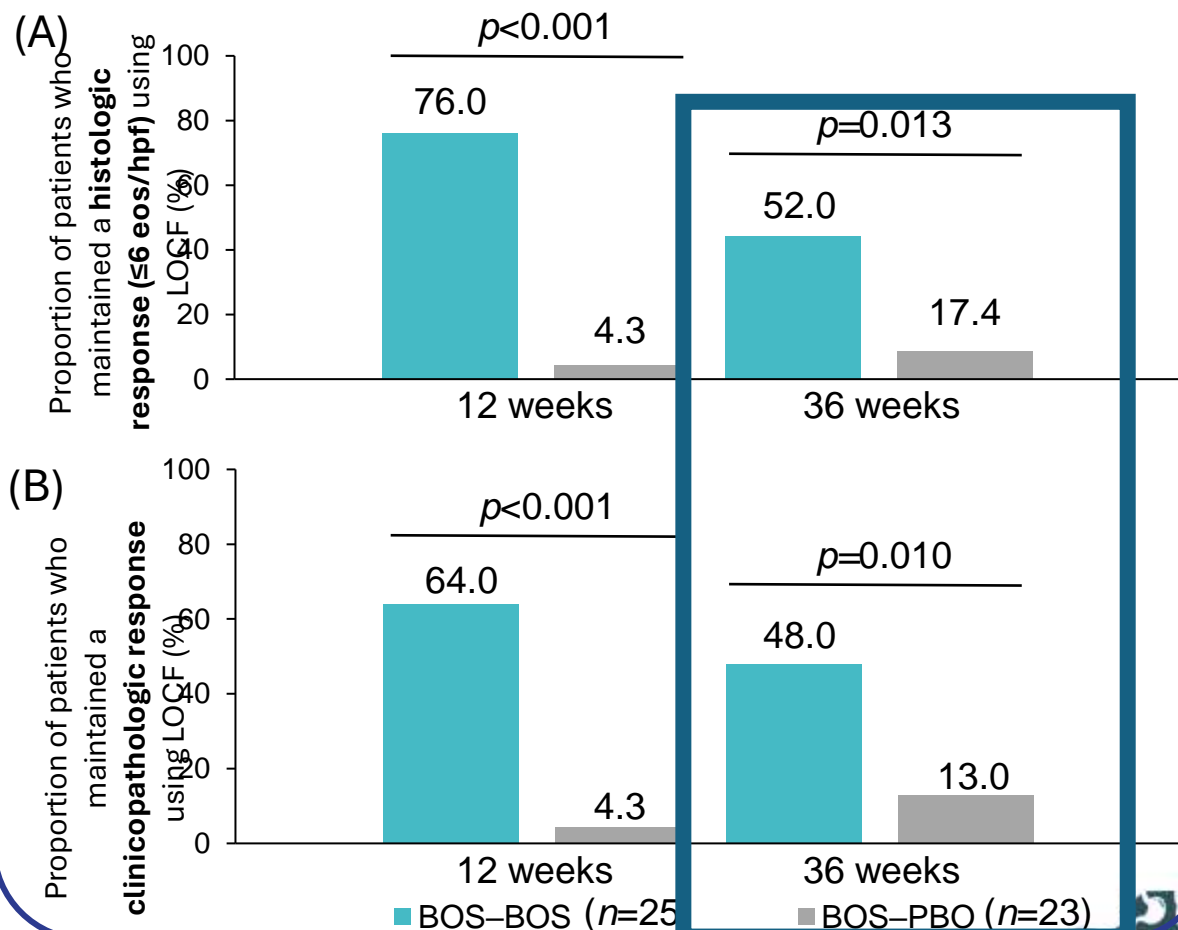 (A)
Proportion of patients who
maintained a histologic
response (≤6 eos/hpf) using
LOCF (%)
100
80
60
40
20
0
p<0.001
76.0
4.3
p=0.013
52.0
17.4
12 weeks
36 weeks
(B)
Proportion of patients who
maintained a
clinicopathologic response
using LOCF (%)
100
80
60
40
20
0
p<0.001
64.0
4.3
p=0.010
48.0
13.0
12 weeks
36 weeks
BOS–BOS (n=25
BOS–PBO (n=23)